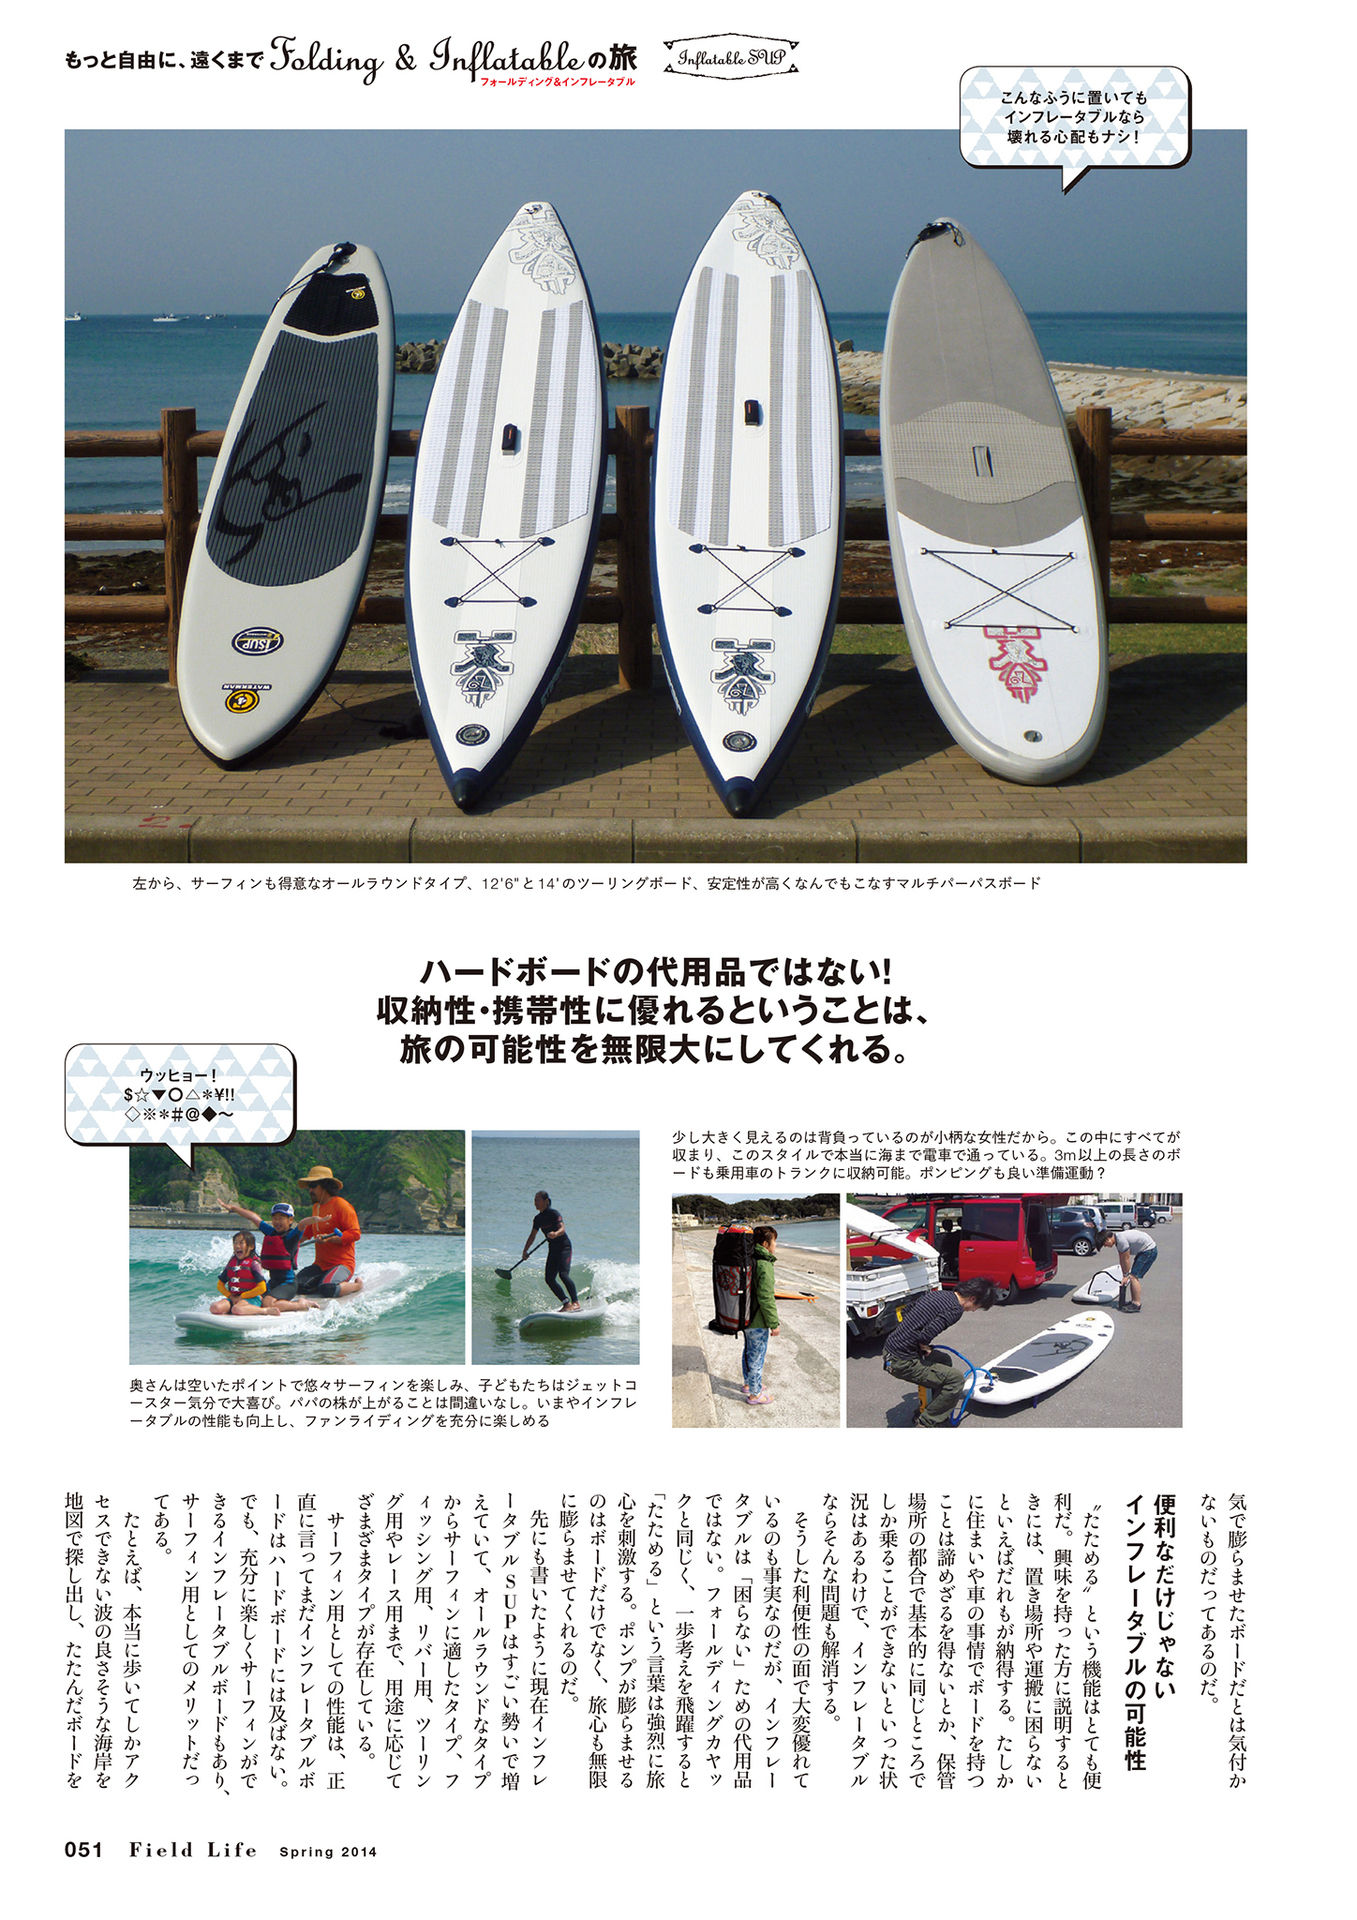 もっと自由に、遠くまで Folding & Inflatableの旅
フォールディング&インフレータブル
Inflatable SUP
こんなふうに置いても
インフレータブルなら
壊れる心配もナシ!
ISUP
WATERMAN
左から、サーフィンも得意なオールラウンドタイプ、12'6"と14'のツーリングボード、安定性が高くなんでもこなすマルチパーパスボード
ハードボードの代用品ではない!
収納性・携帯性に優れるということは、
旅の可能性を無限大にしてくれる。
ウッヒョー!
$☆▼○△*¥!!
◇※*#@◆〜
少し大きく見えるのは背負っているのが小柄な女性だから。この中にすべてが
収まり、このスタイルで本当に海まで電車で通っている。3m以上の長さのボ
ードも乗用車のトランクに収納可能。ポンピングも良い準備運動?
奥さんは空いたポイントで悠々サーフィンを楽しみ、子どもたちはジェットコ
ースター気分で大喜び。パパの株が上がることは間違いなし。いまやインフレ
ータブルの性能も向上し、ファンライディングを充分に楽しめる
気で膨らませたボードだとは気付か
ないものだってあるのだ。
便利なだけじゃない
インフレータブルの可能性
〝たためる〟という機能はとても便
利だ。興味を持った方に説明すると
きには、置き場所や運搬に困らない
といえばだれもが納得する。たしか
に住まいや車の事情でボードを持つ
ことは諦めざるを得ないとか、保管
場所の都合で基本的に同じところで
しか乗ることができないといった状
況はあるわけで、インフレータブル
ならそんな問題も解消する。
そうした利便性の面で大変優れて
いるのも事実なのだが、インフレー
タブルは「困らない」ための代用品
ではない。フォールディングカヤッ
クと同じく、一歩考えを飛躍すると
「たためる」という言葉は強烈に旅
心を刺激する。ポンプが膨らませる
のはボードだけでなく、旅心も無限
に膨らませてくれるのだ。
先にも書いたように現在インフレ
ータブルSUPはすごい勢いで増
えていて、オールラウンドなタイプ
からサーフィンに適したタイプ、フ
ィッシング用、リバー用、ツーリン
グ用やレース用まで、用途に応じて
さまざまタイプが存在している。
サーフィン用としての性能は、正
直に言ってまだインフレータブルボ
ードはハードボードには及ばない。
でも、充分に楽しくサーフィンがで
きるインフレータブルボードもあり、
サーフィン用としてのメリットだっ
てある。
たとえば、本当に歩いてしかアク
セスできない波の良さそうな海岸を
地図で探し出し、たたんだボードを
051 Field Life Spring 2014